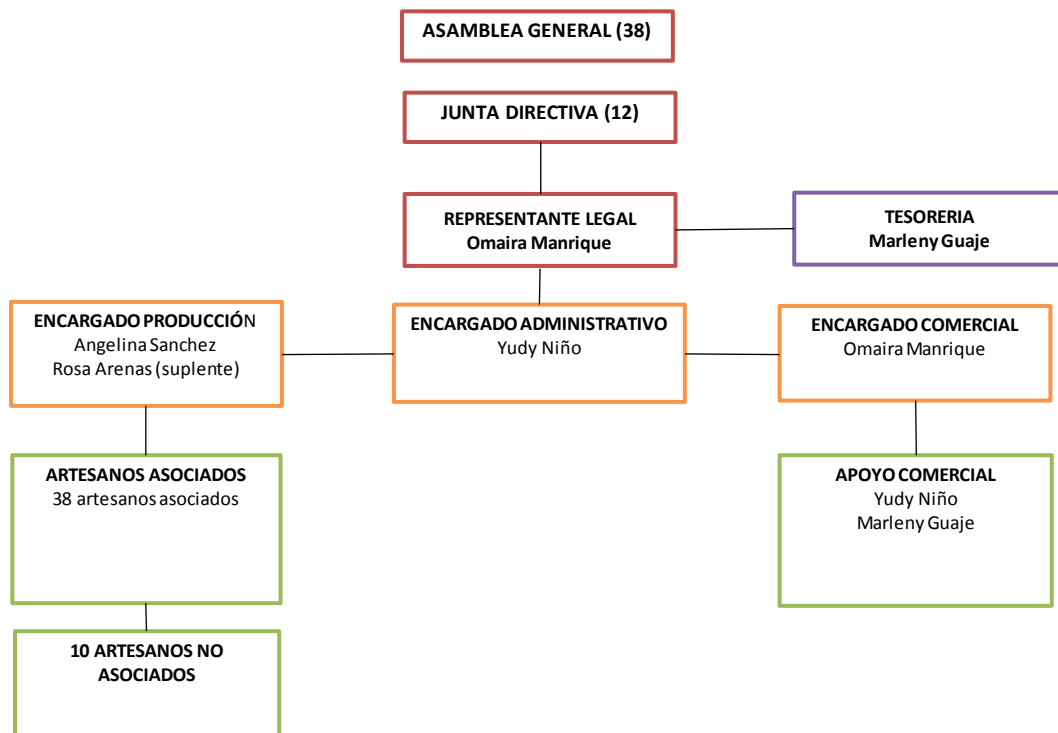 ASAMBLEA GENERAL (38)
JUNTA DIRECTIVA (12)
REPRESENTANTE LEGAL
Omaira Manrique
TESORERIA
Marleny Guaje
ENCARGADO PRODUCCIÓN
Angelina Sanchez
Rosa Arenas (suplente)
ENCARGADO ADMINISTRATIVO
Yudy Niño
ENCARGADO COMERCIAL
Omaira Manrique
ARTESANOS ASOCIADOS
38 artesanos asociados
APOYO COMERCIAL
Yudy Niño
Marleny Guaje
10 ARTESANOS NO
ASOCIADOS